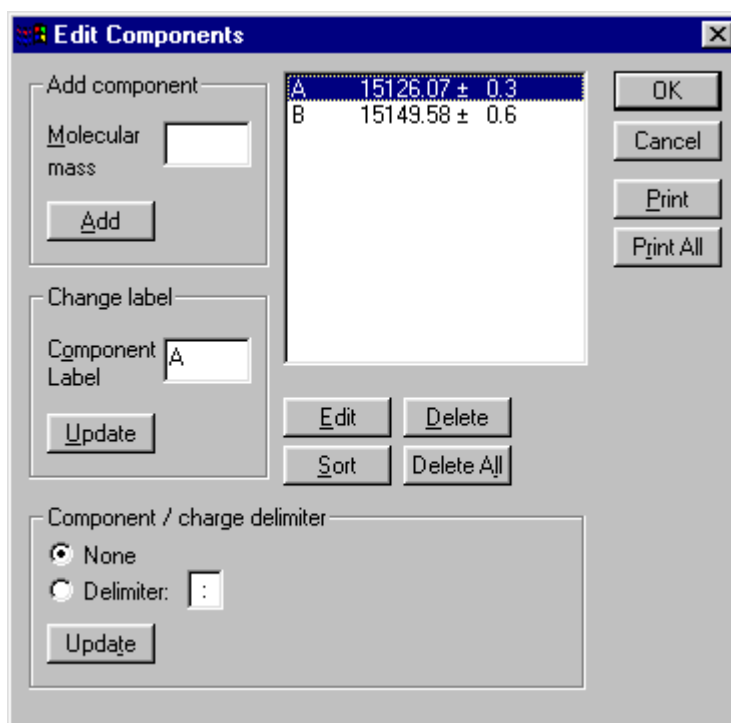 Edit Components
Add component
Molecular
mass
Add
A 15126.07 ± 0.3
B 15149.58 ± 0.6
OK
Cancel
Print
Print All
Change label
Component
Label
A
Update
Edit
Delete
Sort
Delete All
Component / charge delimiter
None
Delimiter: :
Update